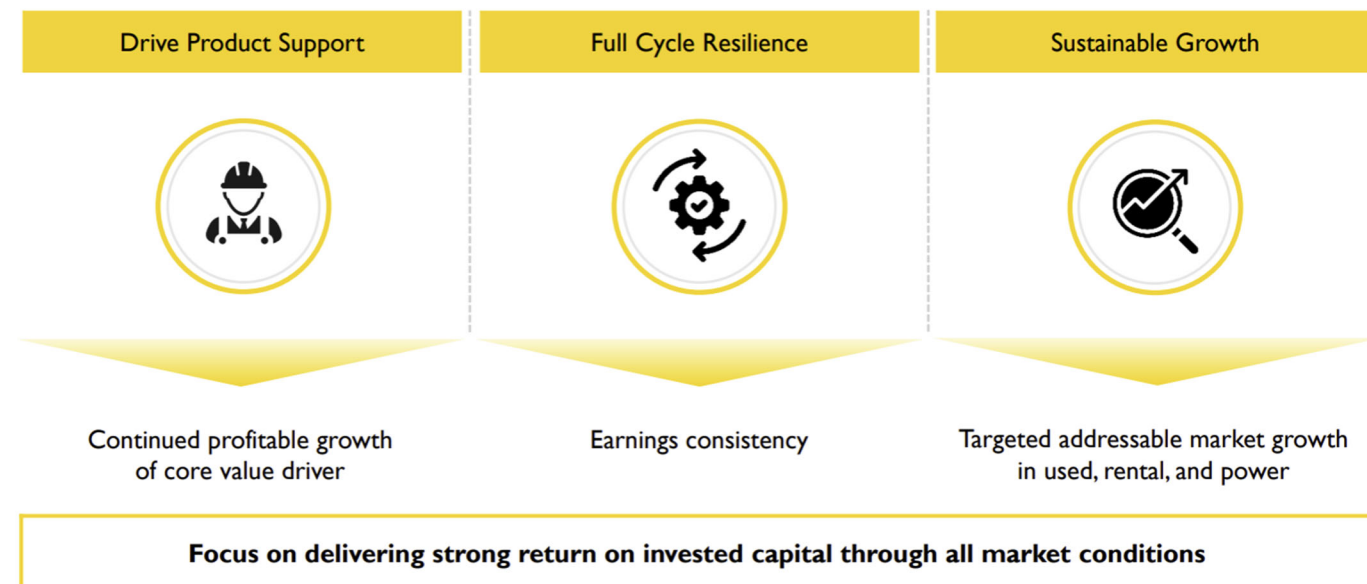 Drive Product Support
Full Cycle Resilience
Sustainable Growth
Continued profitable growth
of core value driver
Earnings consistency
Targeted addressable market growth
in used, rental, and power
Focus on delivering strong return on invested capital through all market conditions